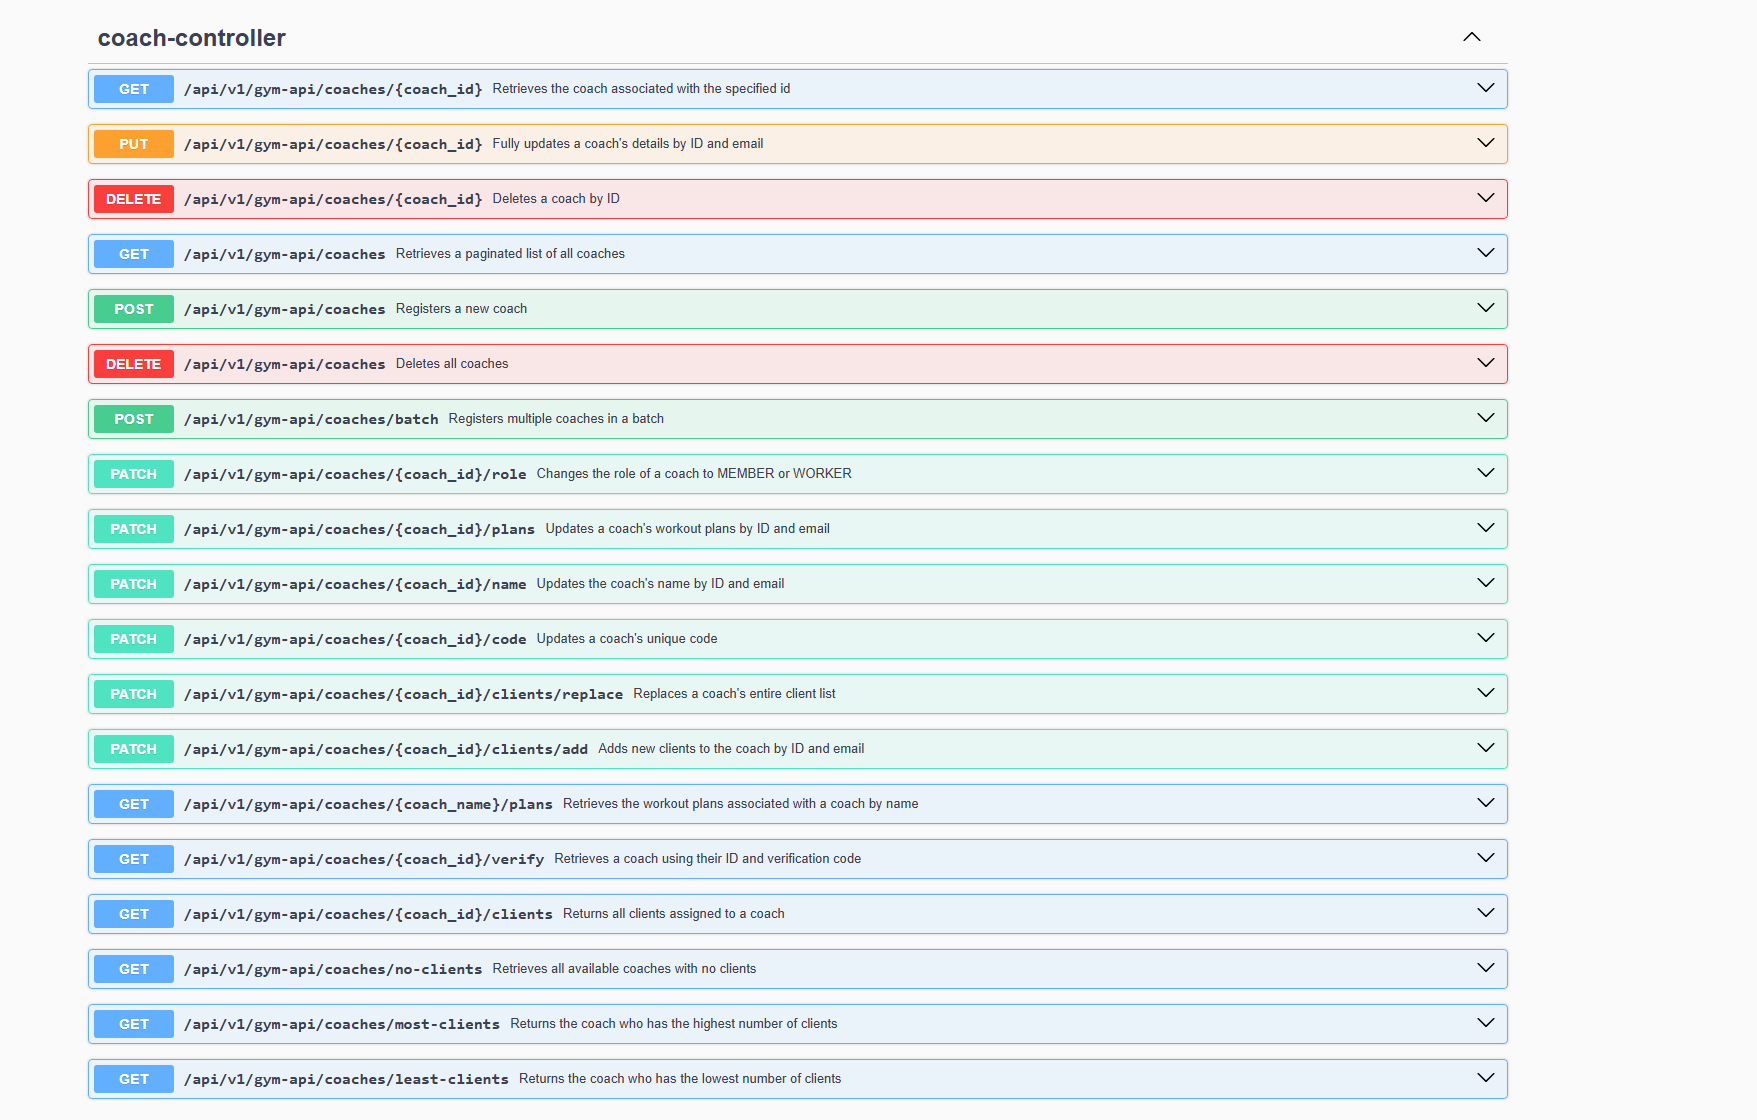 coach-controller
GET /api/v1/gym-api/coaches/{coach_id} Retrieves the coach associated with the specified id
PUT /api/v1/gym-api/coaches/{coach_id} Fully updates a coach's details by ID and email
DELETE /api/v1/gym-api/coaches/{coach_id} Deletes a coach by ID
GET /api/v1/gym-api/coaches Retrieves a paginated list of all coaches
POST /api/v1/gym-api/coaches Registers a new coach
DELETE /api/v1/gym-api/coaches Deletes all coaches
POST /api/v1/gym-api/coaches/batch Registers multiple coaches in a batch
PATCH /api/v1/gym-api/coaches/{coach_id}/role Changes the role of a coach to MEMBER or WORKER
PATCH /api/v1/gym-api/coaches/{coach_id}/plans Updates a coach's workout plans by ID and email
PATCH /api/v1/gym-api/coaches/{coach_id}/name Updates the coach's name by ID and email
PATCH /api/v1/gym-api/coaches/{coach_id}/code Updates a coach's unique code
PATCH /api/v1/gym-api/coaches/{coach_id}/clients/replace Replaces a coach's entire client list
PATCH /api/v1/gym-api/coaches/{coach_id}/clients/add Adds new clients to the coach by ID and email
GET /api/v1/gym-api/coaches/{coach_name}/plans Retrieves the workout plans associated with a coach by name
GET /api/v1/gym-api/coaches/{coach_id}/verify Retrieves a coach using their ID and verification code
GET /api/v1/gym-api/coaches/{coach_id}/clients Returns all clients assigned to a coach
GET /api/v1/gym-api/coaches/no-clients Retrieves all available coaches with no clients
GET /api/v1/gym-api/coaches/most-clients Returns the coach who has the highest number of clients
GET /api/v1/gym-api/coaches/least-clients Returns the coach who has the lowest number of clients